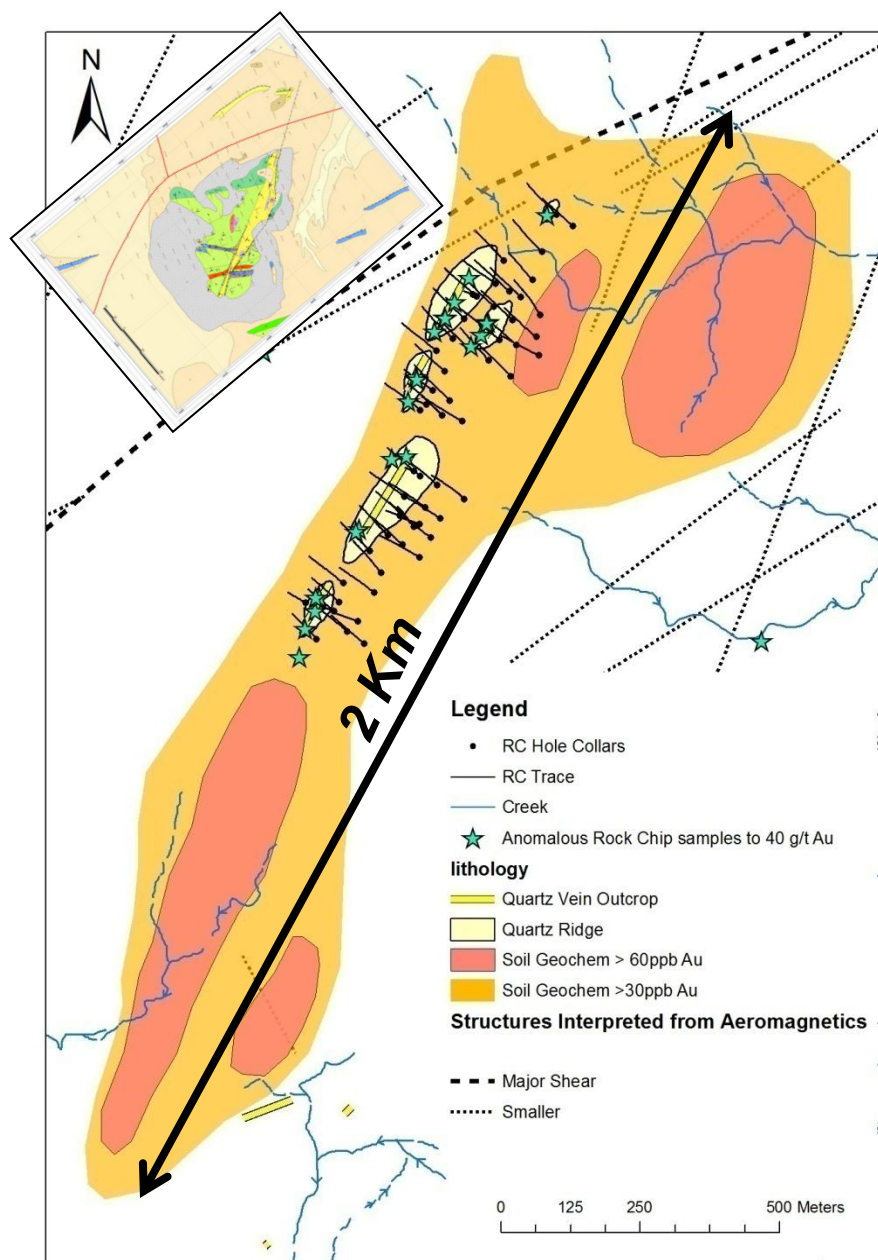 N
2 Km
Legend
RC Hole Collars
RC Trace
Creek
Anomalous Rock Chip samples to 40 g/t Au
lithology
Quartz Vein Outcrop
Quartz Ridge
Soil Geochem > 60ppb Au
Soil Geochem >30ppb Au
Structures Interpreted from Aeromagnetics
Major Shear
Smaller
0 125 250 500 Meters